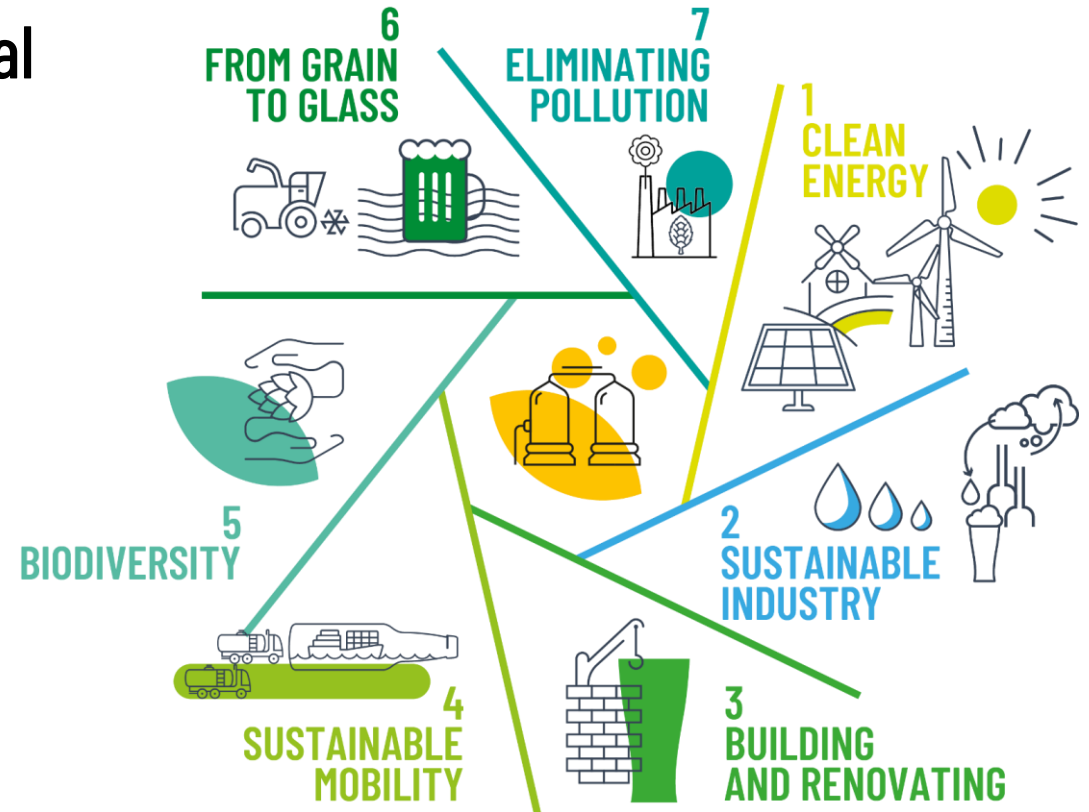 al
6
FROM GRAIN
TO GLASS
7
ELIMINATING
POLLUTION
1
CLEAN
ENERGY
5
BIODIVERSITY
2
SUSTAINABLE
INDUSTRY
4
SUSTAINABLE
MOBILITY
3
BUILDING
AND RENOVATING